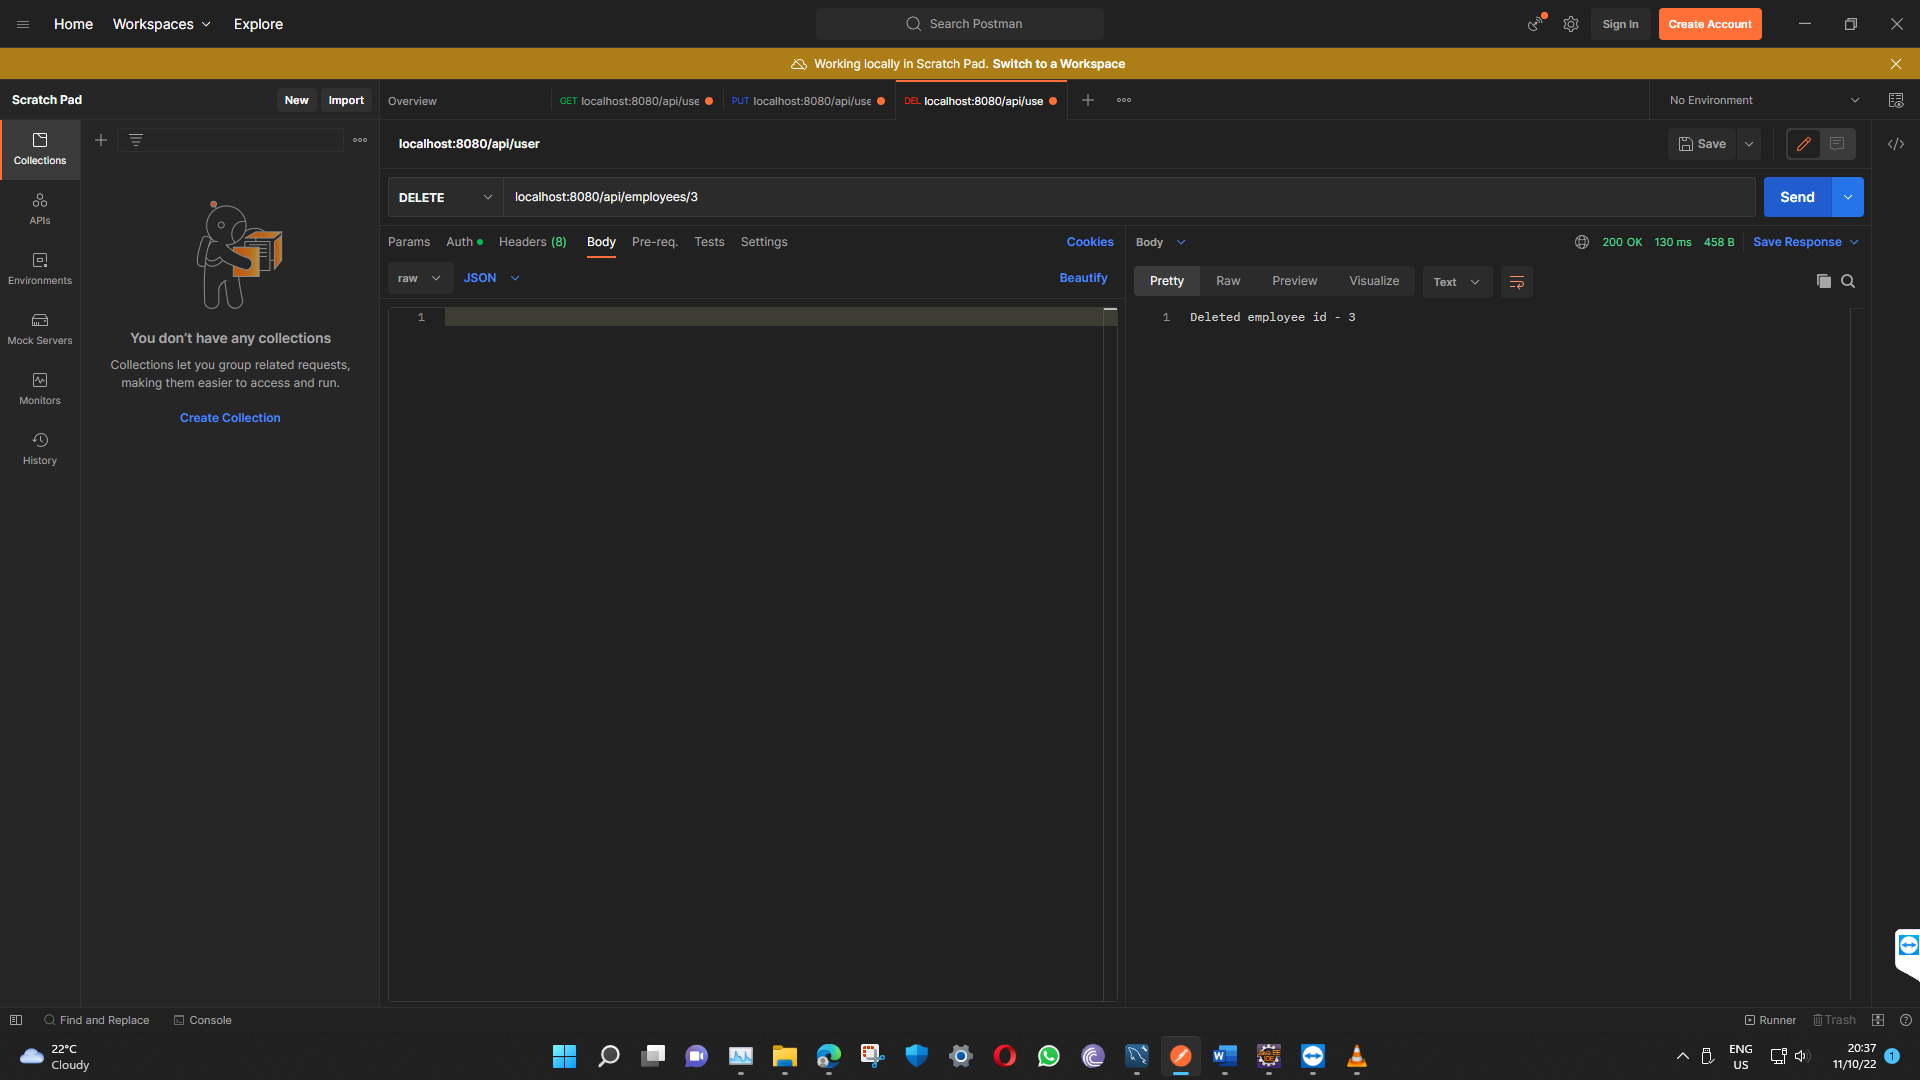 Home Workspaces Explore
Search Postman
Sign In Create Account
Working locally in Scratch Pad. Switch to a Workspace
Scratch Pad New Import
Overview GET localhost:8080/api/use PUT localhost:8080/api/use DEL localhost:8080/api/use
No Environment
Collections
APIs
Environments
Mock Servers
Monitors
History
You don't have any collections
Collections let you group related requests,
making them easier to access and run.
Create Collection
localhost:8080/api/user
Save
DELETE localhost:8080/api/employees/3
Send
Params Auth Headers (8) Body Pre-req. Tests Settings Cookies
raw JSON Beautify
1
Body 200 OK 130 ms 458 B Save Response
Pretty Raw Preview Visualize Text
1 Deleted employee id - 3
Find and Replace Console
Runner Trash
22°C
Cloudy
ENG
US
20:37
11/10/22
1